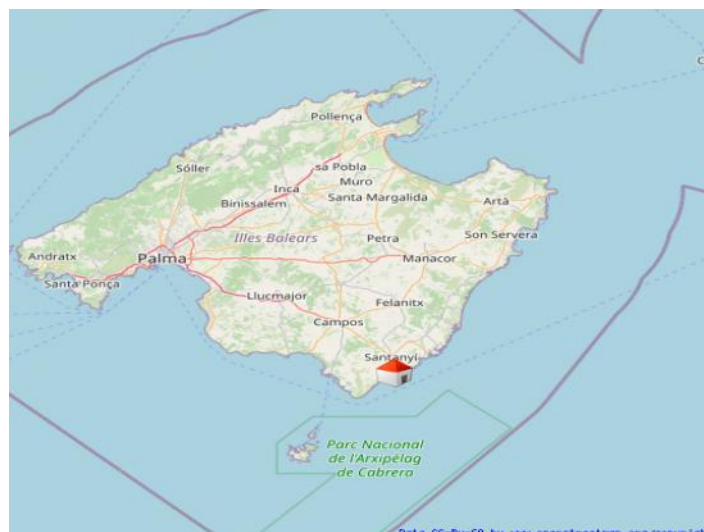 Pollença
Sóller
sa Pobla
Muro
Inca
Binissalem
Santa Margalida
Artà
Illes Balears
Petra
Son Servera
Andratx
Palma
Manacor
Santa Ponça
Llucmajor
Felanitx
Campos
Santanyí
Parc Nacional
de l'Arxipèlag
de Cabrera